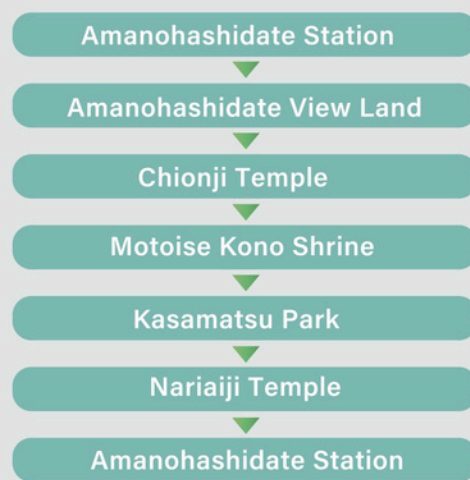 Amanohashidate Station
Amanohashidate View Land
Chionji Temple
Motoise Kono Shrine
Kasamatsu Park
Nariaiji Temple
Amanohashidate Station